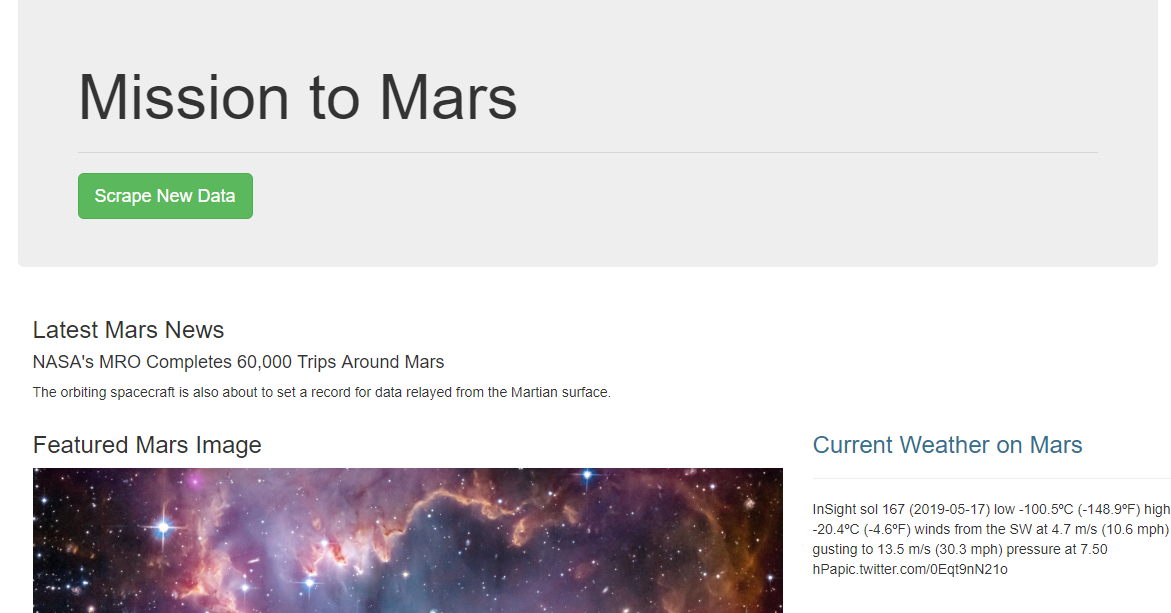 Mission to Mars
Scrape New Data
Latest Mars News
NASA's MRO Completes 60,000 Trips Around Mars
The orbiting spacecraft is also about to set a record for data relayed from the Martian surface.
Featured Mars Image
Current Weather on Mars
InSight sol 167 (2019-05-17) low -100.5ºC (-148.9ºF) high
-20.4ºC (-4.6ºF) winds from the SW at 4.7 m/s (10.6 mph)
gusting to 13.5 m/s (30.3 mph) pressure at 7.50
hPapic.twitter.com/0Eqt9nN21o